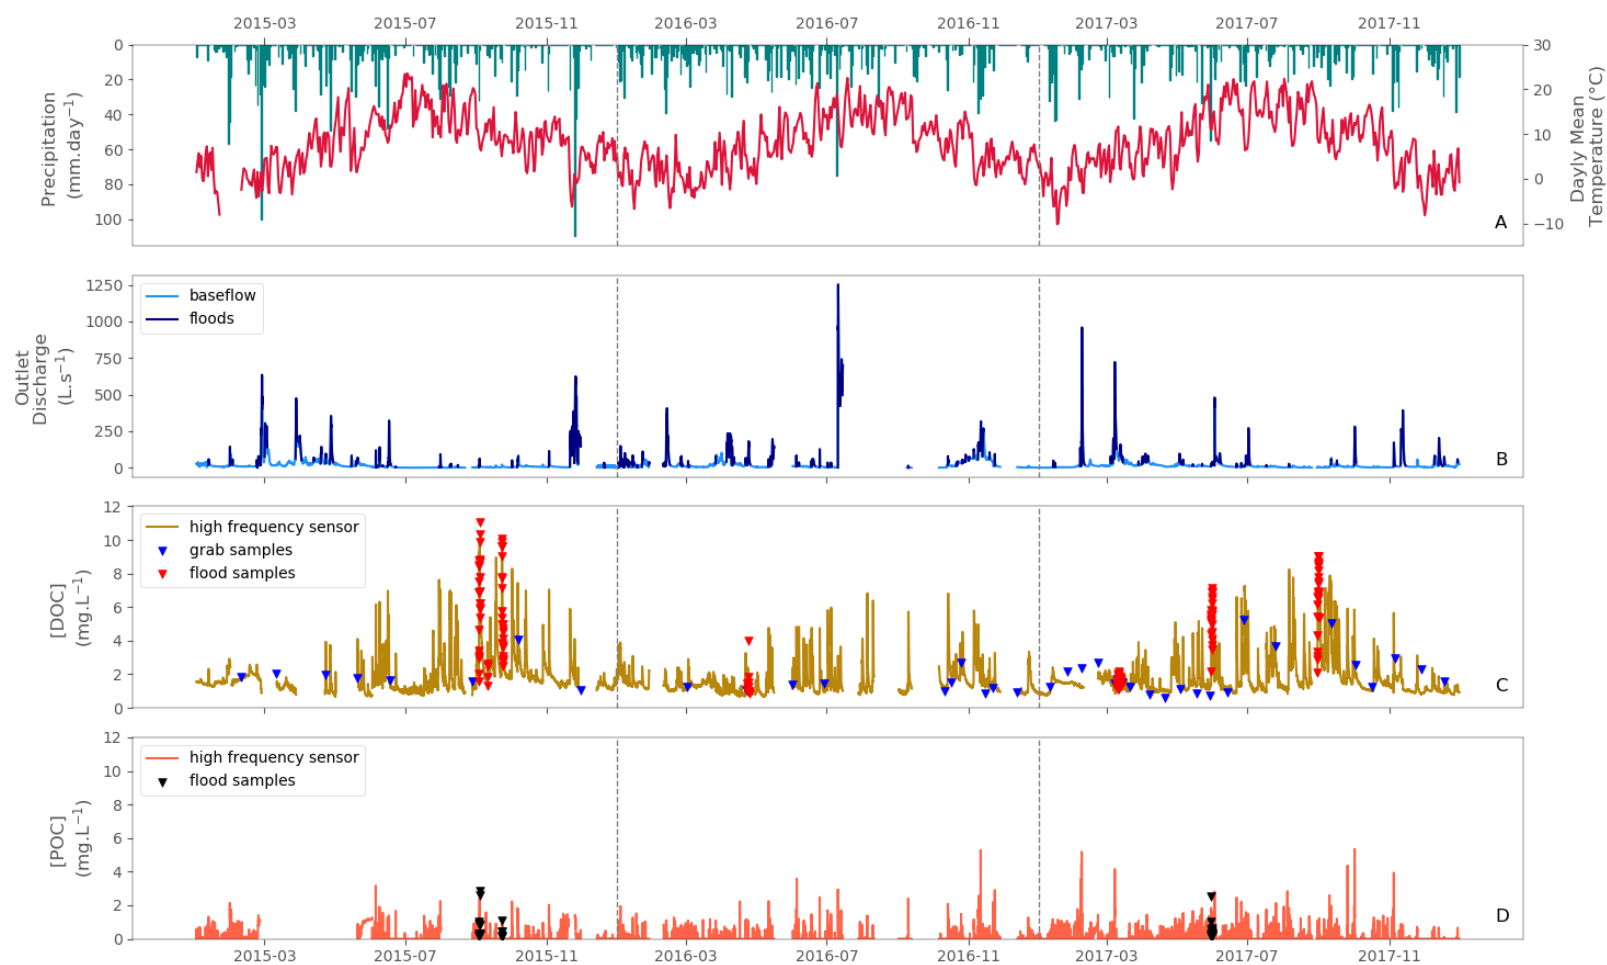 2015-03 2015-07 2015-11 2016-03 2016-07 2016-11 2017-03 2017-07 2017-11
Precipitation
(mm.day⁻¹)
0
20
40
60
80
100
30
20
10
0
−10
Dayly Mean
Temperature (°C)
A
Outlet
Discharge
(L.s⁻¹)
1250
1000
750
500
250
0
baseflow
floods
B
[DOC]
(mg.L⁻¹)
12
10
8
6
4
2
0
high frequency sensor
grab samples
flood samples
C
[POC]
(mg.L⁻¹)
12
10
8
6
4
2
0
high frequency sensor
flood samples
D
2015-03 2015-07 2015-11 2016-03 2016-07 2016-11 2017-03 2017-07 2017-11